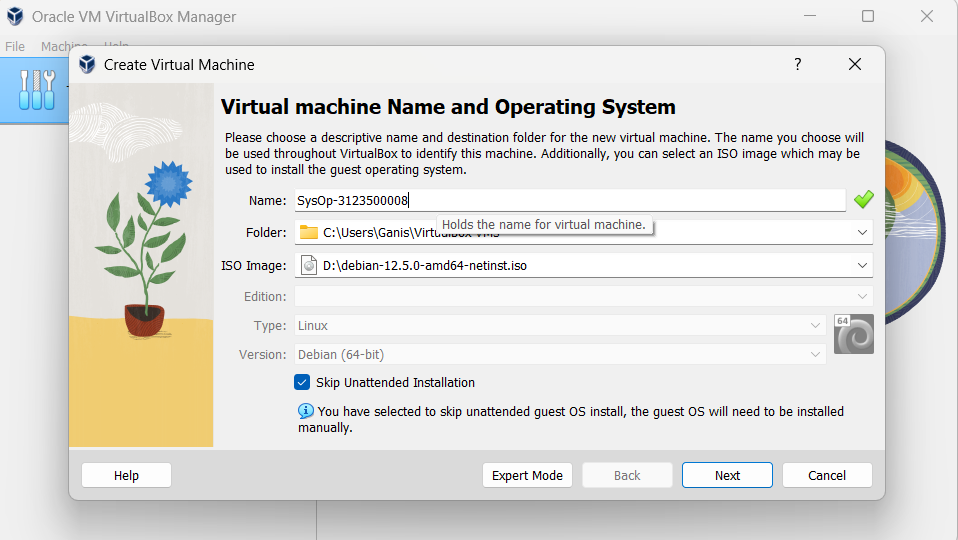 Oracle VM VirtualBox Manager
File Machine Help
Create Virtual Machine ?
Virtual machine Name and Operating System
Please choose a descriptive name and destination folder for the new virtual machine. The name you choose will
be used throughout VirtualBox to identify this machine. Additionally, you can select an ISO image which may be
used to install the guest operating system.
Name: SysOp-3123500008
Holds the name for virtual machine.
Folder: C:\Users\Ganis\VirtualBox VMs
ISO Image: D:\debian-12.5.0-amd64-netinst.iso
Edition:
Type: Linux
64
Version: Debian (64-bit)
Skip Unattended Installation
You have selected to skip unattended guest OS install, the guest OS will need to be installed
manually.
Help Expert Mode Back Next Cancel